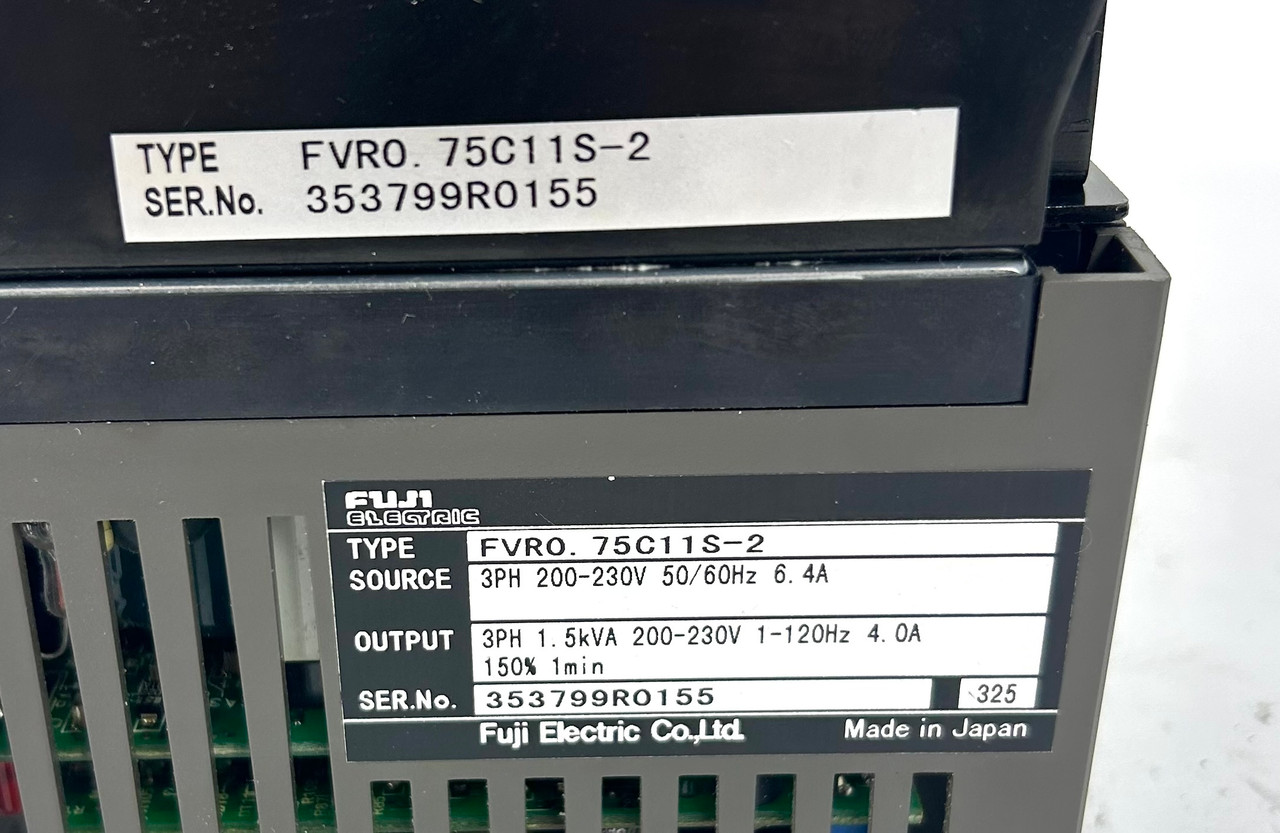 TYPE FVR0. 75C11S-2
SER.No. 353799R0155
FUJI
ELECTRIC
TYPE FVR0. 75C11S-2
SOURCE 3PH 200-230V 50/60Hz 6.4A
OUTPUT 3PH 1.5kVA 200-230V 1-120Hz 4.0A
150% 1min
SER.No. 353799R0155 325
Fuji Electric Co.,Ltd. Made in Japan